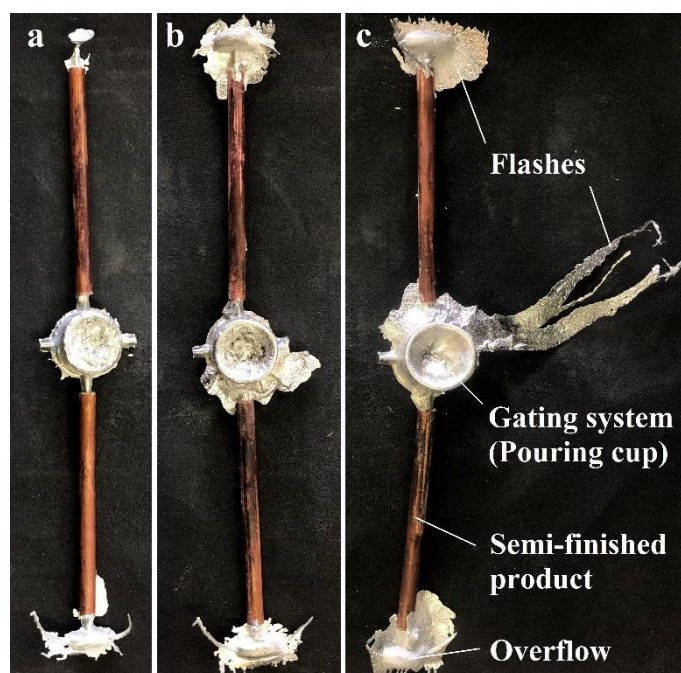 a
b
c
Flashes
Gating system
(Pouring cup)
Semi-finished
product
Overflow